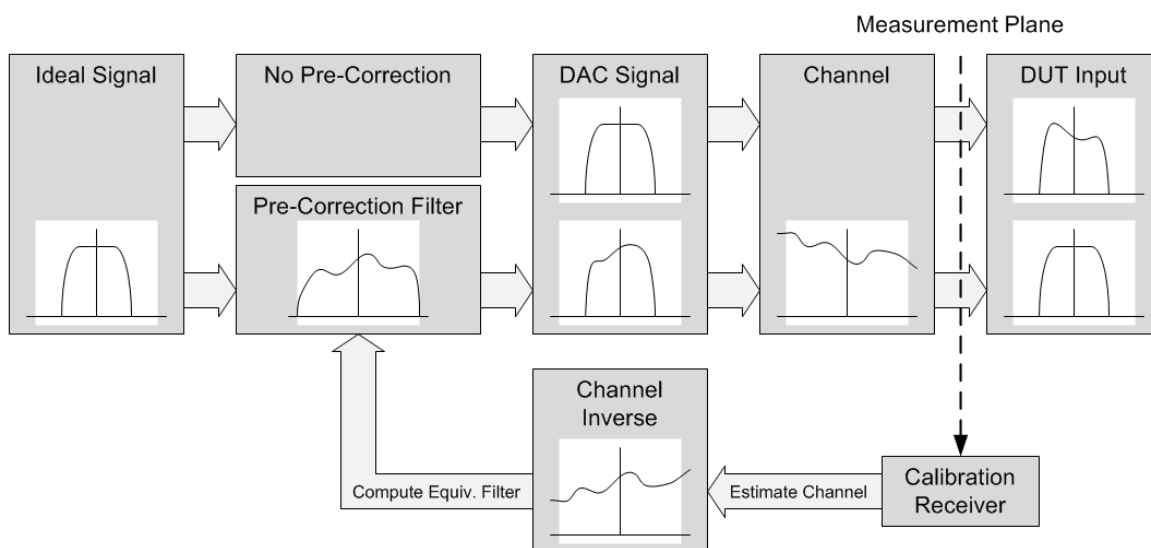 Measurement Plane
Ideal Signal
No Pre-Correction
DAC Signal
Channel
DUT Input
Pre-Correction Filter
Channel
Inverse
Compute Equiv. Filter
Estimate Channel
Calibration
Receiver